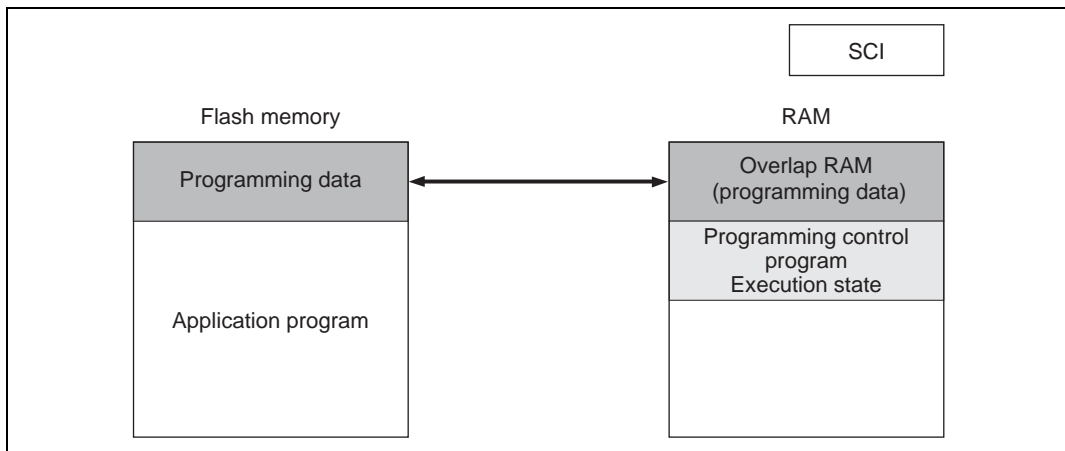 SCI
Flash memory
RAM
Programming data
Overlap RAM
(programming data)
Programming control
program
Execution state
Application program